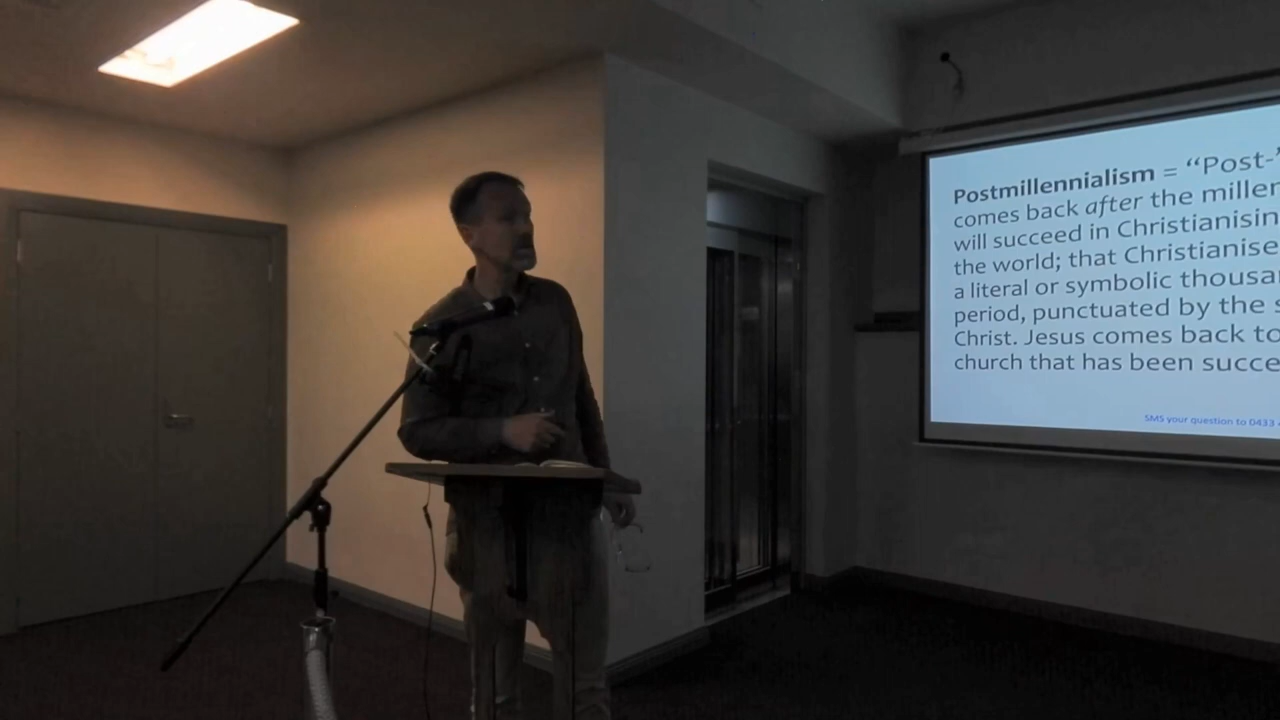 Postmillennialism = “Post-”
comes back after the millen
will succeed in Christianisin
the world; that Christianise
a literal or symbolic thousa
period, punctuated by the s
Christ. Jesus comes back to
church that has been succe
SMS your question to 0433